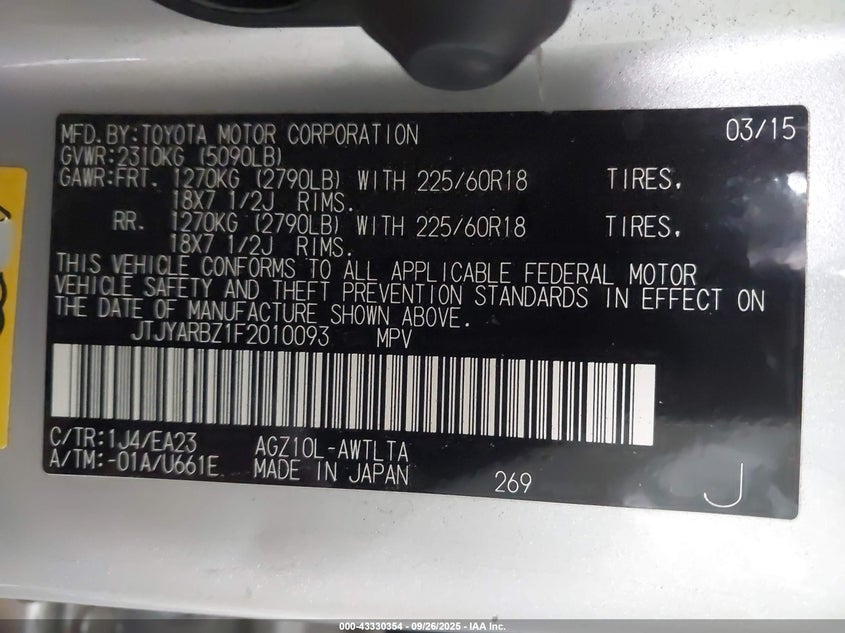 MFD.BY:TOYOTA MOTOR CORPORATION 03/15
GVWR:2310KG (5090LB)
GAWR:FRT. 1270KG (2790LB) WITH 225/60R18 TIRES,
18X7 1/2J RIMS.
RR. 1270KG (2790LB) WITH 225/60R18 TIRES,
18X7 1/2J RIMS.
THIS VEHICLE CONFORMS TO ALL APPLICABLE FEDERAL MOTOR
VEHICLE SAFETY AND THEFT PREVENTION STANDARDS IN EFFECT ON
THE DATE OF MANUFACTURE SHOWN ABOVE.
JTJYARBZ1F2010093 MPV
C/TR:1J4/EA23 AGZ10L-AWTLTA
A/TM:-01A/U661E MADE IN JAPAN 269 J
000-43330354 - 09/26/2025 - IAA Inc.